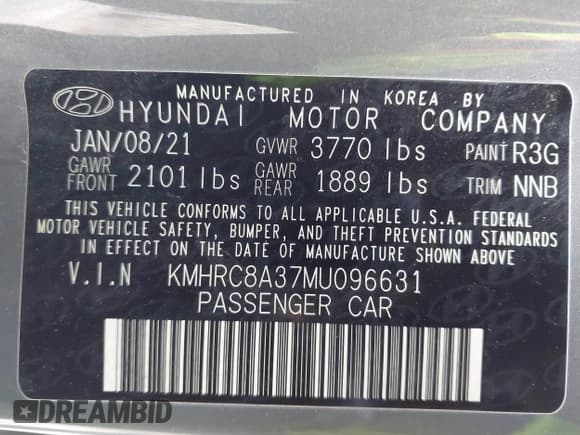 MANUFACTURED IN KOREA BY
HYUNDAI MOTOR COMPANY
JAN/08/21 GVWR 3770 lbs PAINT R3G
GAWR FRONT 2101 lbs GAWR REAR 1889 lbs TRIM NNB
THIS VEHICLE CONFORMS TO ALL APPLICABLE U.S.A. FEDERAL
MOTOR VEHICLE SAFETY, BUMPER, AND THEFT PREVENTION STANDARDS
IN EFFECT ON THE DATE OF MANUFACTURE SHOWN ABOVE
V.I.N KMHRC8A37MU096631
PASSENGER CAR
DREAMBID